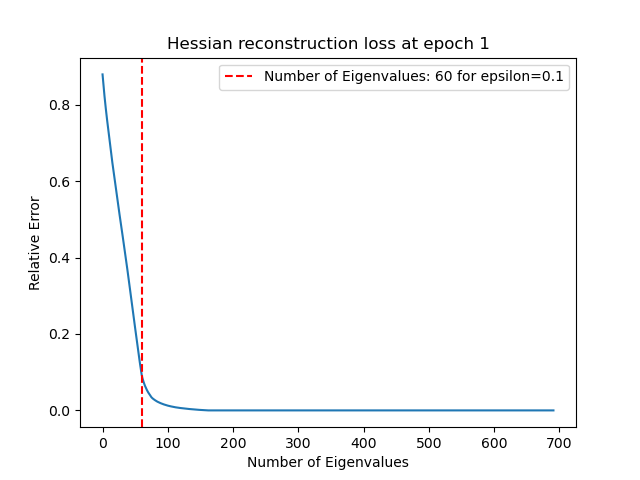 Hessian reconstruction loss at epoch 1
Number of Eigenvalues: 60 for epsilon=0.1
Relative Error
0.8
0.6
0.4
0.2
0.0
0 100 200 300 400 500 600 700
Number of Eigenvalues